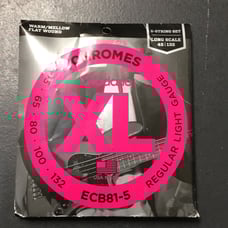 WARM/MELLOW
FLAT WOUND
5-STRING SET
LONG SCALE
45|132
CHROMES
XL
65 · 80 · 100 · 132
REGULAR LIGHT GAUGE
ECB81-5